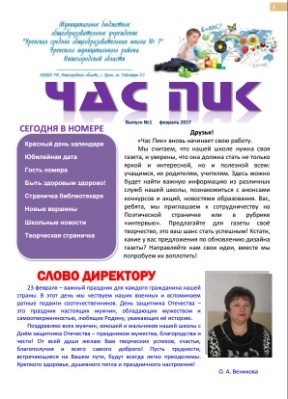 Муниципальное бюджетное
общеобразовательное учреждение
"Уренская средняя общеобразовательная школа № 1"
Уренского муниципального района
Нижегородской области
ЧАС ПИК
Выпуск №1 февраль 2017
СЕГОДНЯ В НОМЕРЕ
Красный день календаря
Юбилейная дата
Гость номера
Быть здоровым здорово!
Страничка библиотекаря
Новые вершины
Школьные новости
Творческая страничка
Друзья!
«Час Пик» вновь начинает свою работу.
Мы считаем, что нашей школе нужна своя
газета, и уверены, что она должна стать не только
яркой и интересной, но и полезной всем:
учащимся, их родителям, учителям. Здесь можно
будет найти важную информацию из различных
служб нашей школы, познакомиться с анонсами
конкурсов и акций, новостями образования. Вас,
ребята, мы приглашаем к сотрудничеству на
Поэтической страничке или в рубрике
«интервью». Предлагайте для газеты своё
творчество, это ваш шанс стать успешным! Кстати,
какие у вас предложения по обновлению дизайна
газеты? Направляйте нам свои идеи, вместе мы
попробуем их воплотить!
СЛОВО ДИРЕКТОРУ
23 февраля – важный праздник для каждого гражданина нашей
страны. В этот день мы чествуем наших военных и вспоминаем
ратные подвиги соотечественников. День защитника Отечества –
это праздник настоящих мужчин, обладающих мужеством и
самоотверженностью, любящих Родину, уважающих её историю.
Поздравляю всех мужчин, юношей и мальчиков нашей школы с
Днём защитника Отечества – праздником мужества, благородства и
чести! От всей души желаю Вам творческих успехов, счастья,
благополучия и всего самого доброго! Пусть трудности,
встречающиеся на Вашем пути, будут всегда легко преодолимы.
Крепкого здоровья, душевного тепла и праздничного настроения!
О. А. Веникова